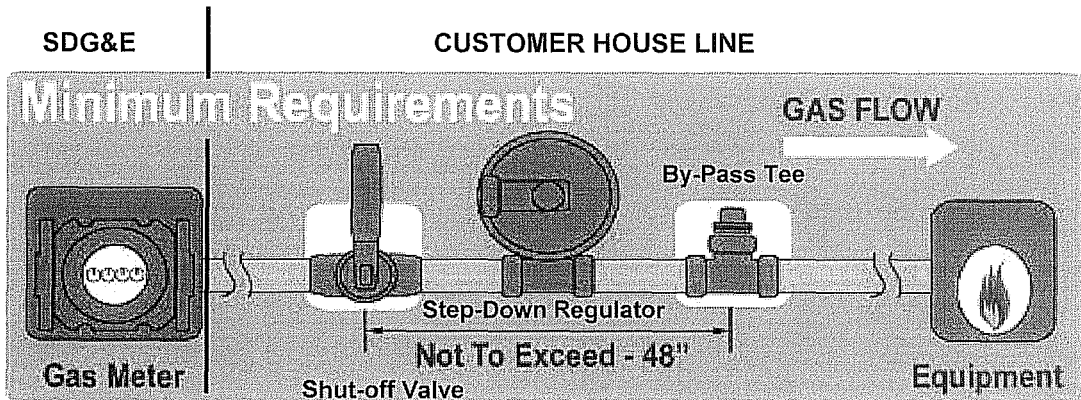 SDG&E
CUSTOMER HOUSE LINE
Minimum Requirements
GAS FLOW
By-Pass Tee
Step-Down Regulator
Not To Exceed - 48"
Gas Meter
Shut-off Valve
Equipment